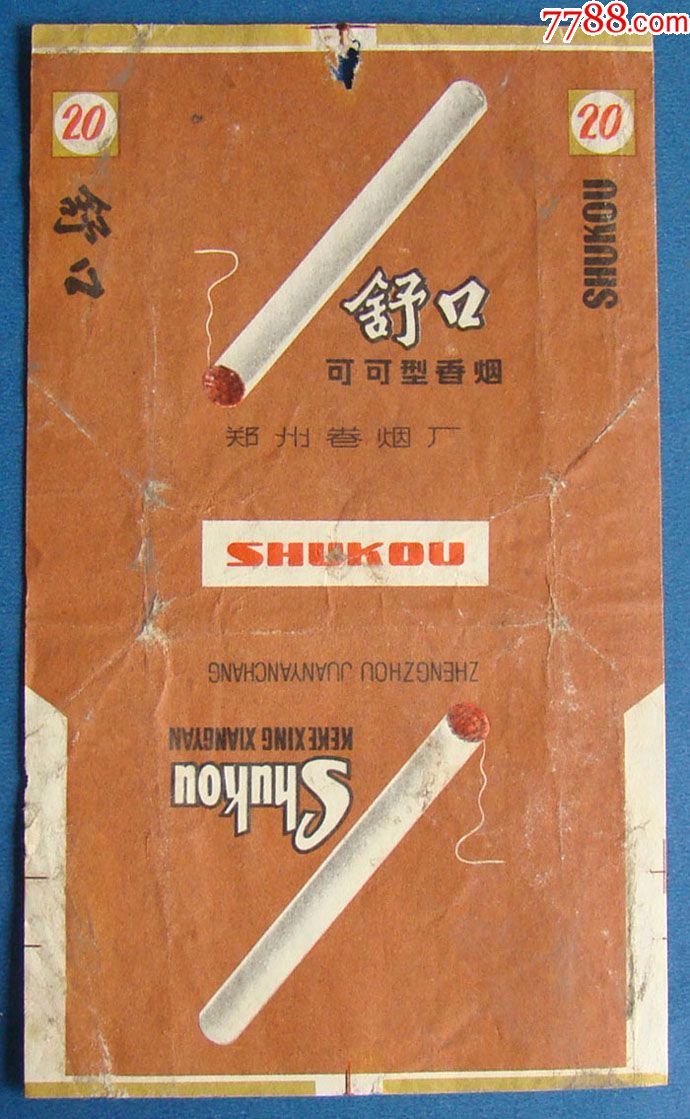 7788.com
20
舒口
20
SHUKOU
舒口
可可型香烟
郑州卷烟厂
SHUKOU
ZHENGZHOU JUANYANCHANG
KEKEXING XIANGYAN
Shukou